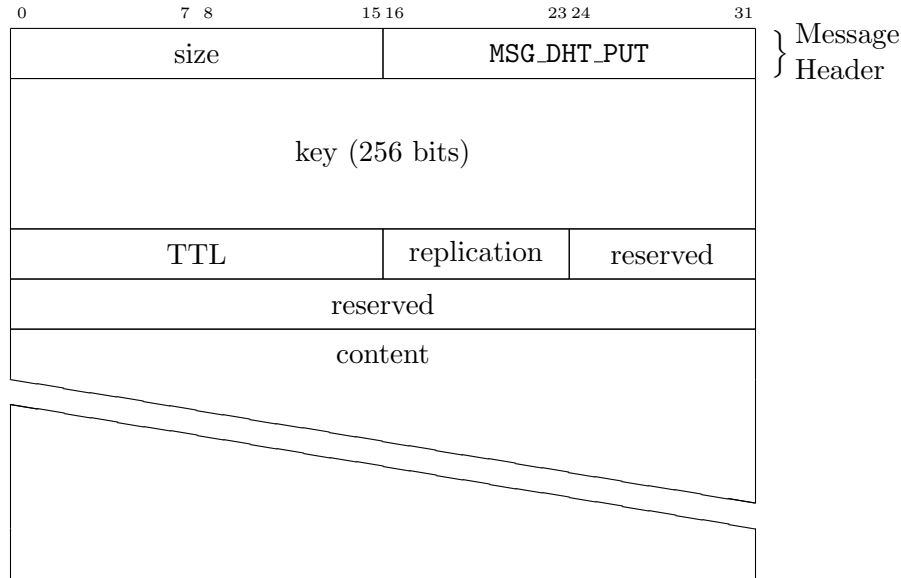 0 7 8 15 16 23 24 31
size MSG_DHT_PUT Message
Header
key (256 bits)
TTL replication reserved
reserved
content